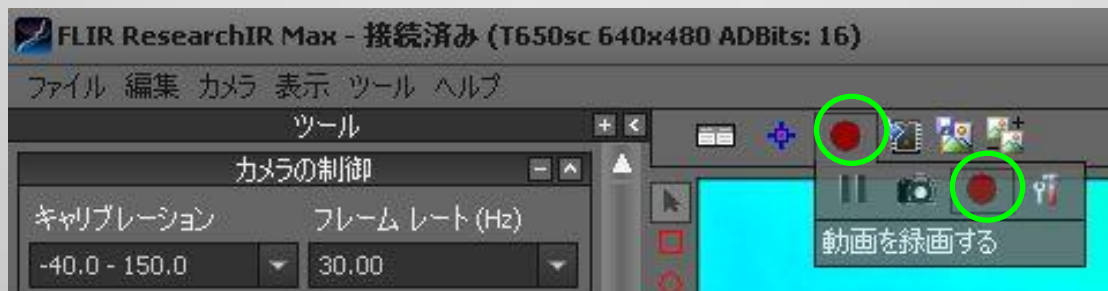 FLIR ResearchIR Max - 接続済み (T650sc 640x480 ADBits: 16)
ファイル 編集 カメラ 表示 ツール ヘルプ
ツール
カメラの制御
キャリブレーション フレーム レート (Hz)
-40.0 - 150.0 30.00
動画を録画する